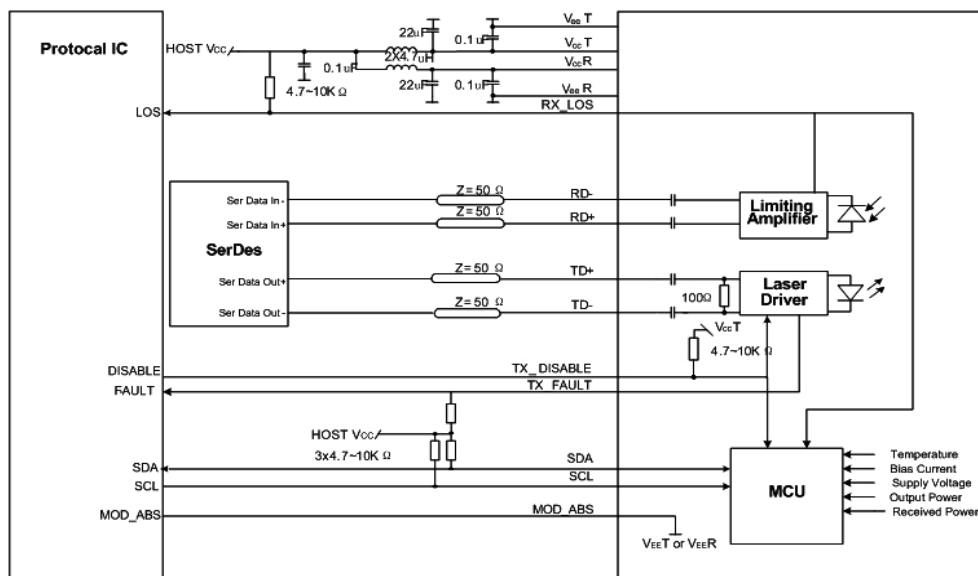 Protocal IC
HOST VCC
22uF
0.1uF
VEE T
VCC T
2X4.7uH
0.1uF
VCC R
22uF
0.1uF
VEE R
4.7~10K Ω
LOS
RX_LOS
SerDes
Ser Data In -
Ser Data In+
Ser Data Out+
Ser Data Out -
Z = 50 Ω
Z = 50 Ω
Z = 50 Ω
Z = 50 Ω
RD-
RD+
TD+
TD-
Limiting Amplifier
100Ω
Laser Driver
VCCT
4.7~10K Ω
DISABLE
TX_DISABLE
FAULT
TX_FAULT
HOST VCC
3x4.7~10K Ω
SDA
SDA
SCL
SCL
MOD_ABS
MOD_ABS
VEET or VEER
MCU
Temperature
Bias Current
Supply Voltage
Output Power
Received Power